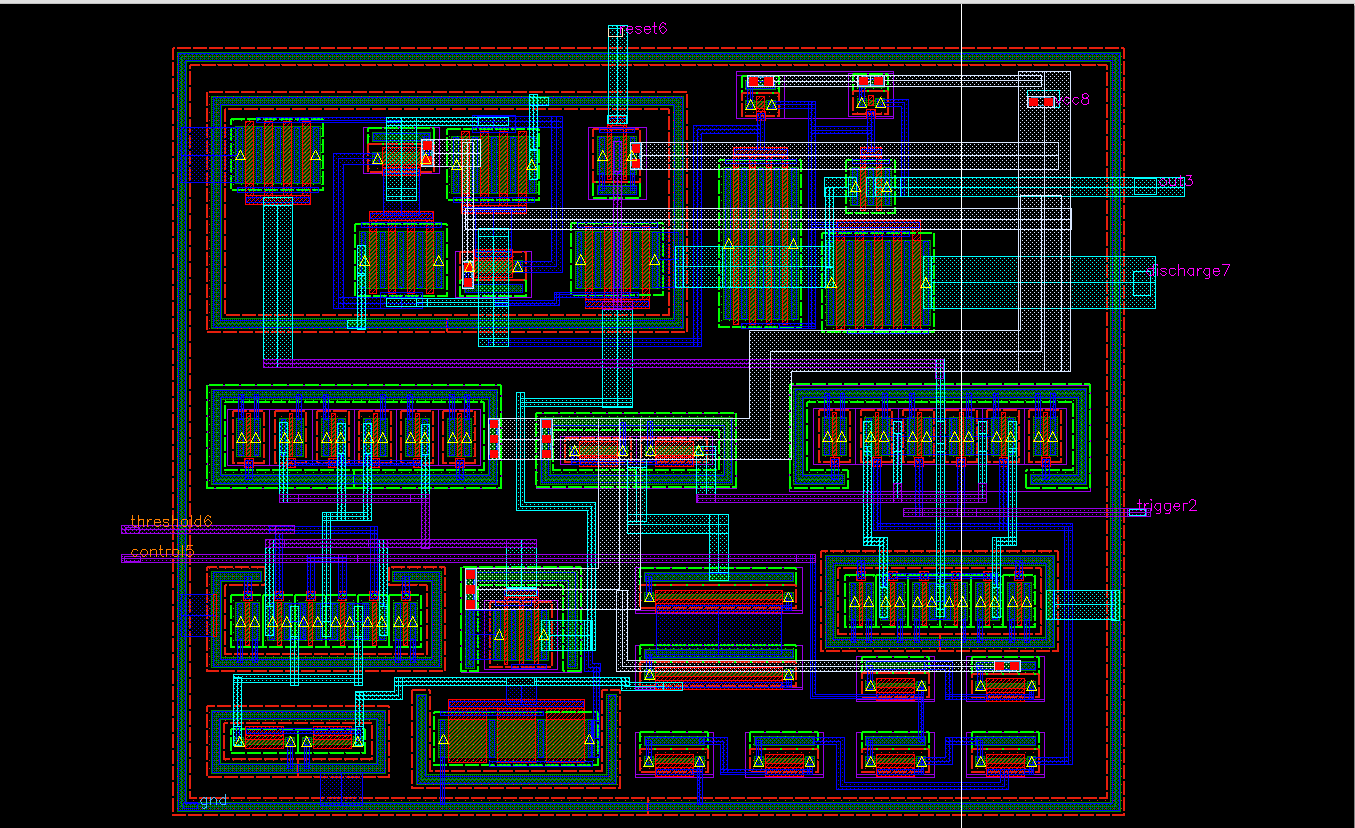 reset6
vcc8
out3
discharge7
trigger2
threshold6
control5
gnd